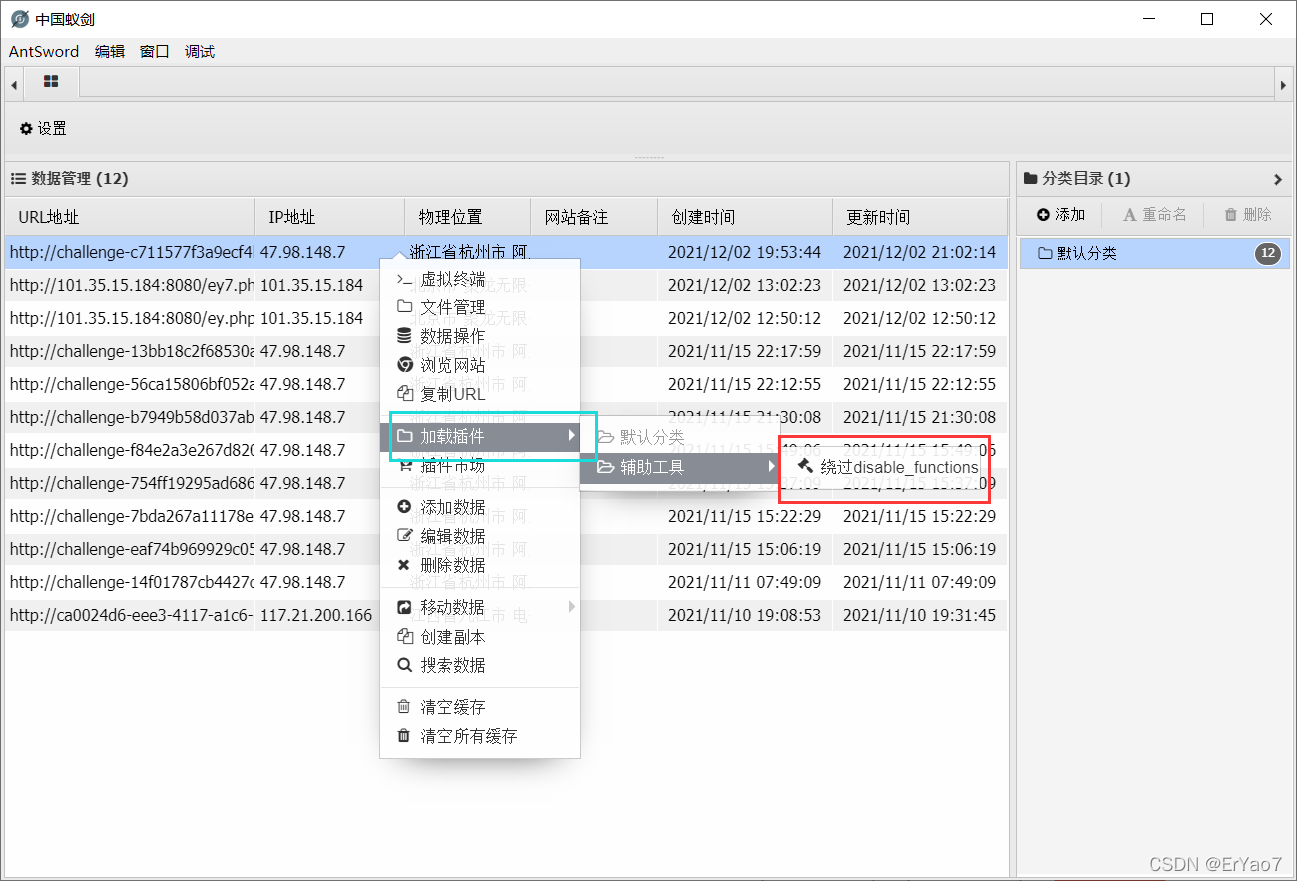 中国蚁剑
AntSword 编辑 窗口 调试
设置
数据管理 (12)
URL地址 IP地址 物理位置 网站备注 创建时间 更新时间
http://challenge-c711577f3a9ecf4 47.98.148.7 浙江省杭州市 阿 2021/12/02 19:53:44 2021/12/02 21:02:14
http://101.35.15.184:8080/ey7.ph 101.35.15.184 2021/12/02 13:02:23 2021/12/02 13:02:23
http://101.35.15.184:8080/ey.php 101.35.15.184 2021/12/02 12:50:12 2021/12/02 12:50:12
http://challenge-13bb18c2f68530a 47.98.148.7 2021/11/15 22:17:59 2021/11/15 22:17:59
http://challenge-56ca15806bf052a 47.98.148.7 2021/11/15 22:12:55 2021/11/15 22:12:55
http://challenge-b7949b58d037ab 47.98.148.7 2021/11/15 21:30:08 2021/11/15 21:30:08
http://challenge-f84e2a3e267d820 47.98.148.7 2021/11/15 15:49:06
http://challenge-754ff19295ad686 47.98.148.7 2021/11/15 15:37:09
http://challenge-7bda267a11178e 47.98.148.7 2021/11/15 15:22:29 2021/11/15 15:22:29
http://challenge-eaf74b969929c05 47.98.148.7 2021/11/15 15:06:19 2021/11/15 15:06:19
http://challenge-14f01787cb4427c 47.98.148.7 2021/11/11 07:49:09 2021/11/11 07:49:09
http://ca0024d6-eee3-4117-a1c6- 117.21.200.166 2021/11/10 19:08:53 2021/11/10 19:31:45
虚拟终端
文件管理
数据操作
浏览网站
复制URL
加载插件
插件市场
添加数据
编辑数据
删除数据
移动数据
创建副本
搜索数据
清空缓存
清空所有缓存
默认分类
辅助工具
绕过disable_functions
分类目录 (1)
添加 重命名 删除
默认分类 12
CSDN @ErYao7